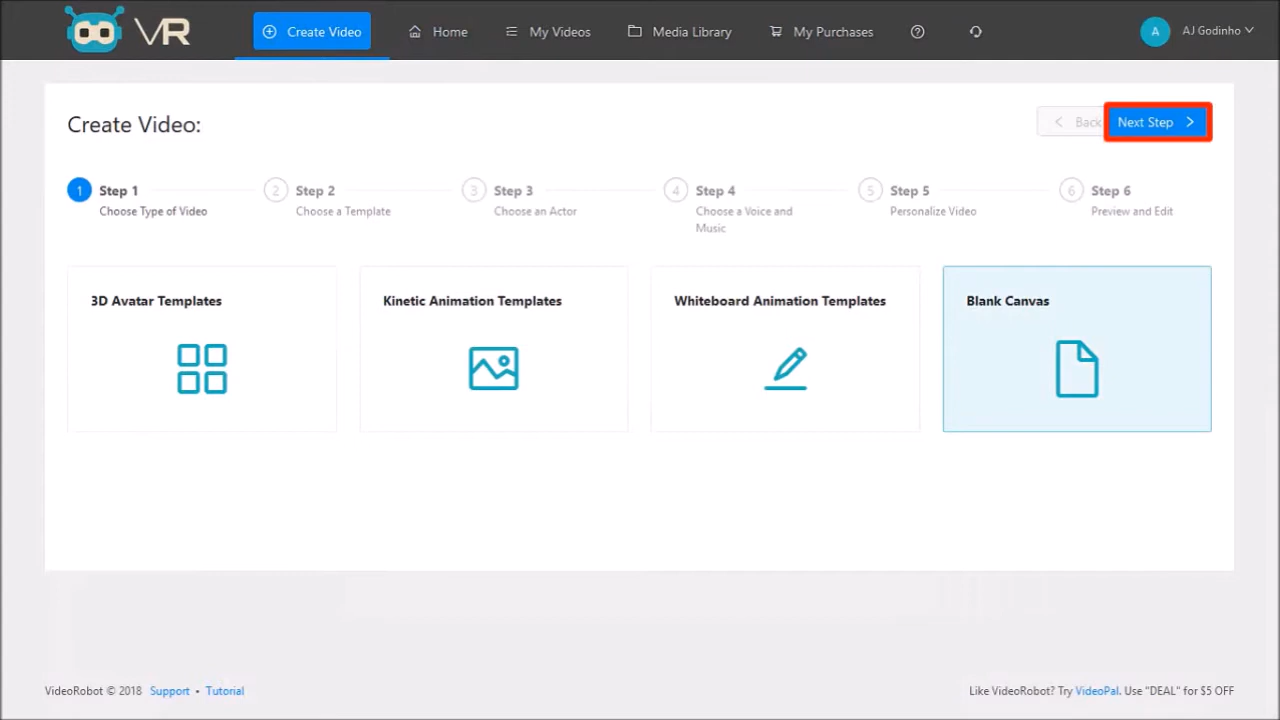 VR
Create Video
Home
My Videos
Media Library
My Purchases
A
AJ Godinho
Create Video:
Back
Next Step
1 Step 1
Choose Type of Video
2 Step 2
Choose a Template
3 Step 3
Choose an Actor
4 Step 4
Choose a Voice and
Music
5 Step 5
Personalize Video
6 Step 6
Preview and Edit
3D Avatar Templates
Kinetic Animation Templates
Whiteboard Animation Templates
Blank Canvas
VideoRobot © 2018 Support • Tutorial
Like VideoRobot? Try VideoPal. Use "DEAL" for $5 OFF